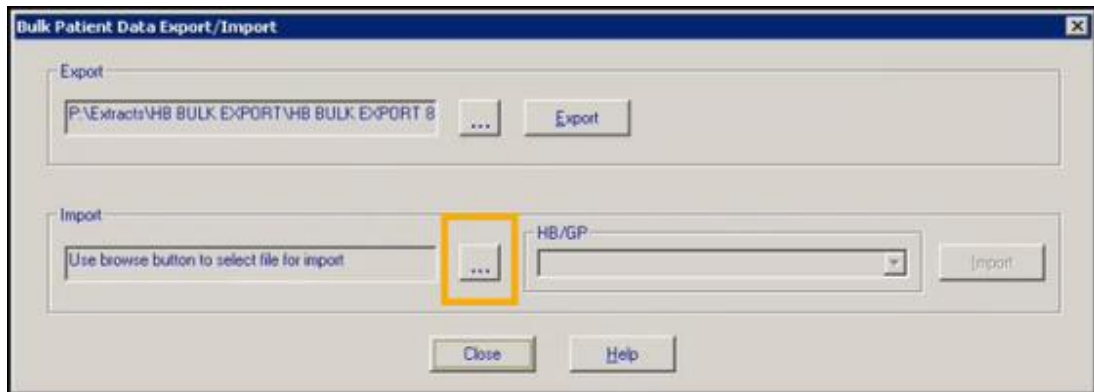 Bulk Patient Data Export/Import
Export
P:\Extracts\HB BULK EXPORT\HB BULK EXPORT 8
...
Export
Import
Use browse button to select file for import
...
HB/GP
Import
Close
Help